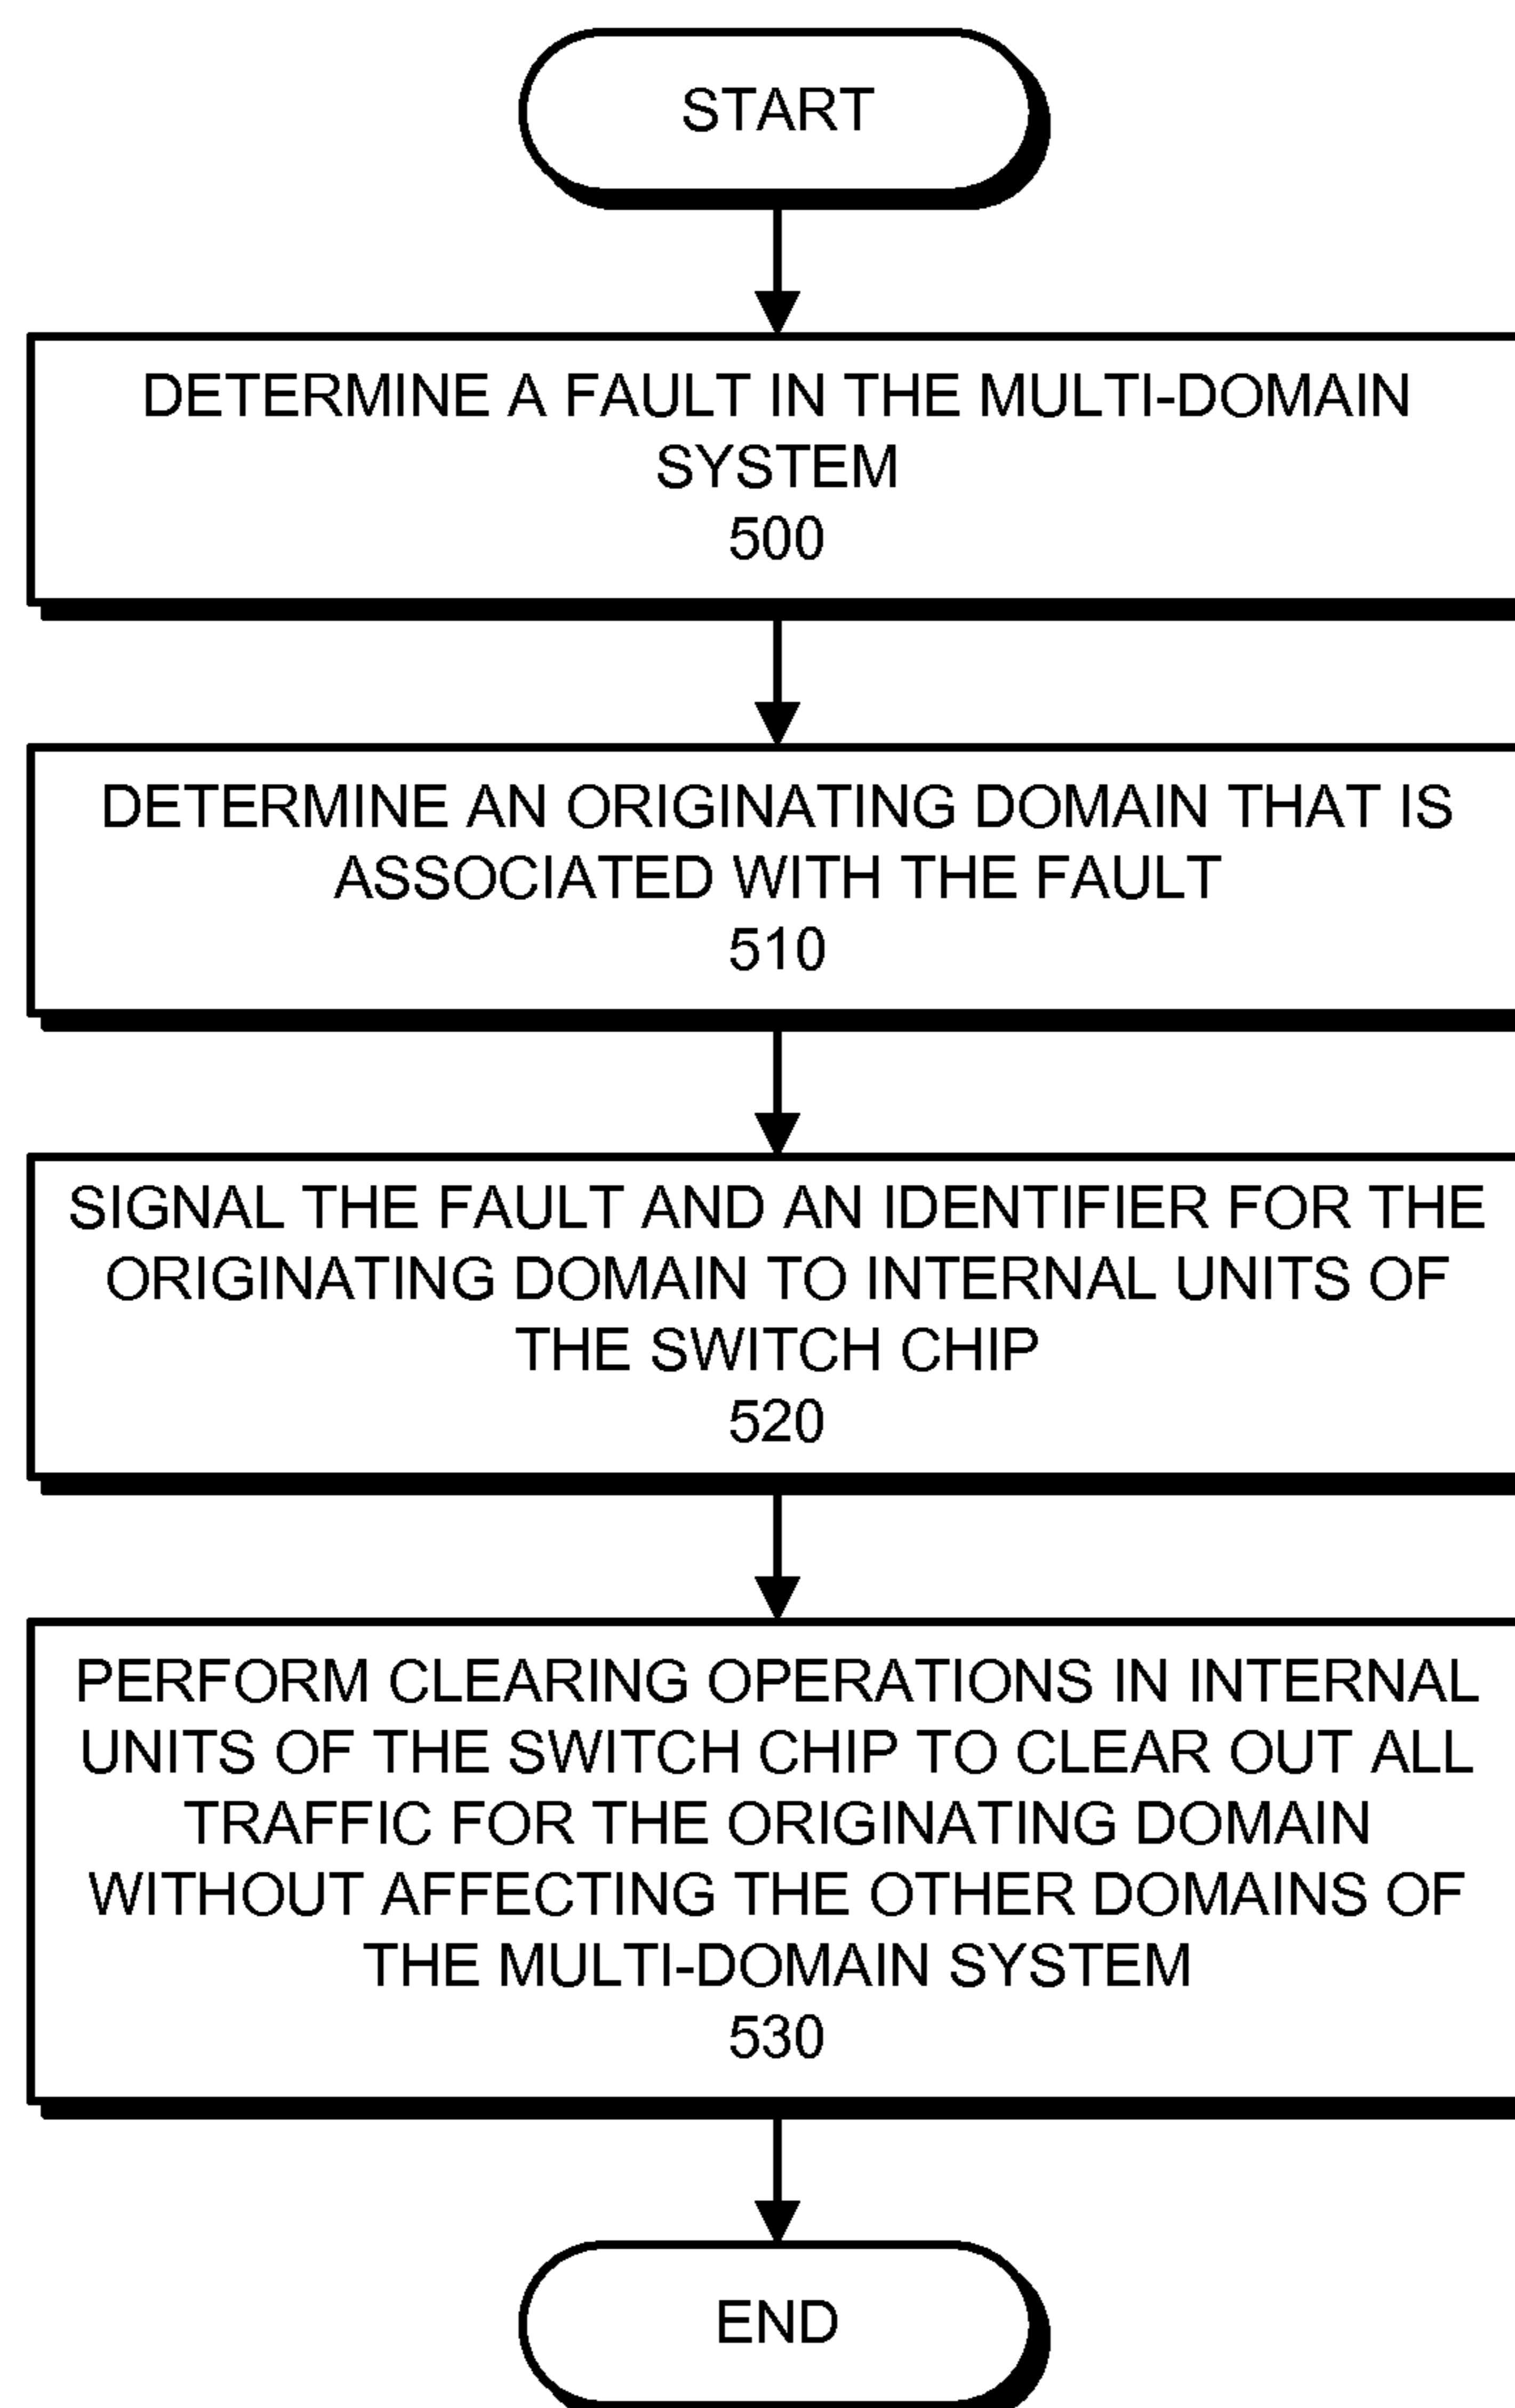 START
DETERMINE A FAULT IN THE MULTI-DOMAIN
SYSTEM
500
DETERMINE AN ORIGINATING DOMAIN THAT IS
ASSOCIATED WITH THE FAULT
510
SIGNAL THE FAULT AND AN IDENTIFIER FOR THE
ORIGINATING DOMAIN TO INTERNAL UNITS OF
THE SWITCH CHIP
520
PERFORM CLEARING OPERATIONS IN INTERNAL
UNITS OF THE SWITCH CHIP TO CLEAR OUT ALL
TRAFFIC FOR THE ORIGINATING DOMAIN
WITHOUT AFFECTING THE OTHER DOMAINS OF
THE MULTI-DOMAIN SYSTEM
530
END